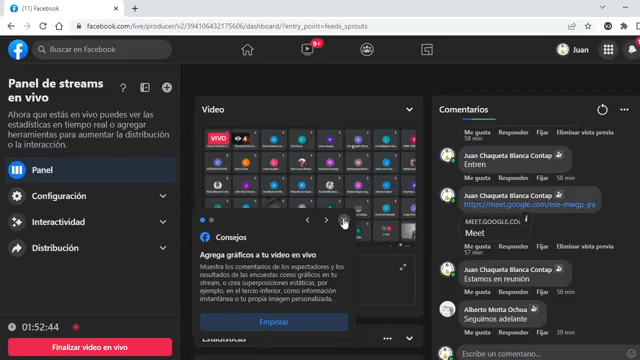 (11) Facebook
facebook.com/live/producer/v2/394106432175606/dashboard/?entry_point=feedx_sprouts
Buscar en Facebook
9+
Juan
Panel de streams
en vivo
Ahora que estás en vivo puedes ver las
estadísticas en tiempo real o agregar
herramientas para aumentar la distribución
o la interacción.
Panel
Configuración
Interactividad
Distribución
01:52:44
Finalizar video en vivo
Video
VIVO
4
Consejos
Agrega gráficos a tu video en vivo
Muestra los comentarios de los espectadores y los
resultados de las encuestas como gráficos en tu
stream, o crea superposiciones estáticas, por
ejemplo, en el tercio inferior, como información
instantánea o tu propia imagen personalizada.
Empezar
Estadísticas
Comentarios
Me gusta Responder Fijar Eliminar vista previa
58 min
Juan Chaqueta Blanca Contap
Entren
Me gusta Responder Fijar
58 min
Juan Chaqueta Blanca Contap
https://meet.google.com/ese-mwgp-jra
MEET.GOOGLE.CO
Meet
Me gusta Responder Fijar Eliminar vista previa
57 min
Juan Chaqueta Blanca Contap
Estamos en reunión
Me gusta Responder Fijar 56 min
Alberto Motta Ochoa
Seguimos adelante
Me gusta Responder Fijar 39 min
Escribe un comentario...